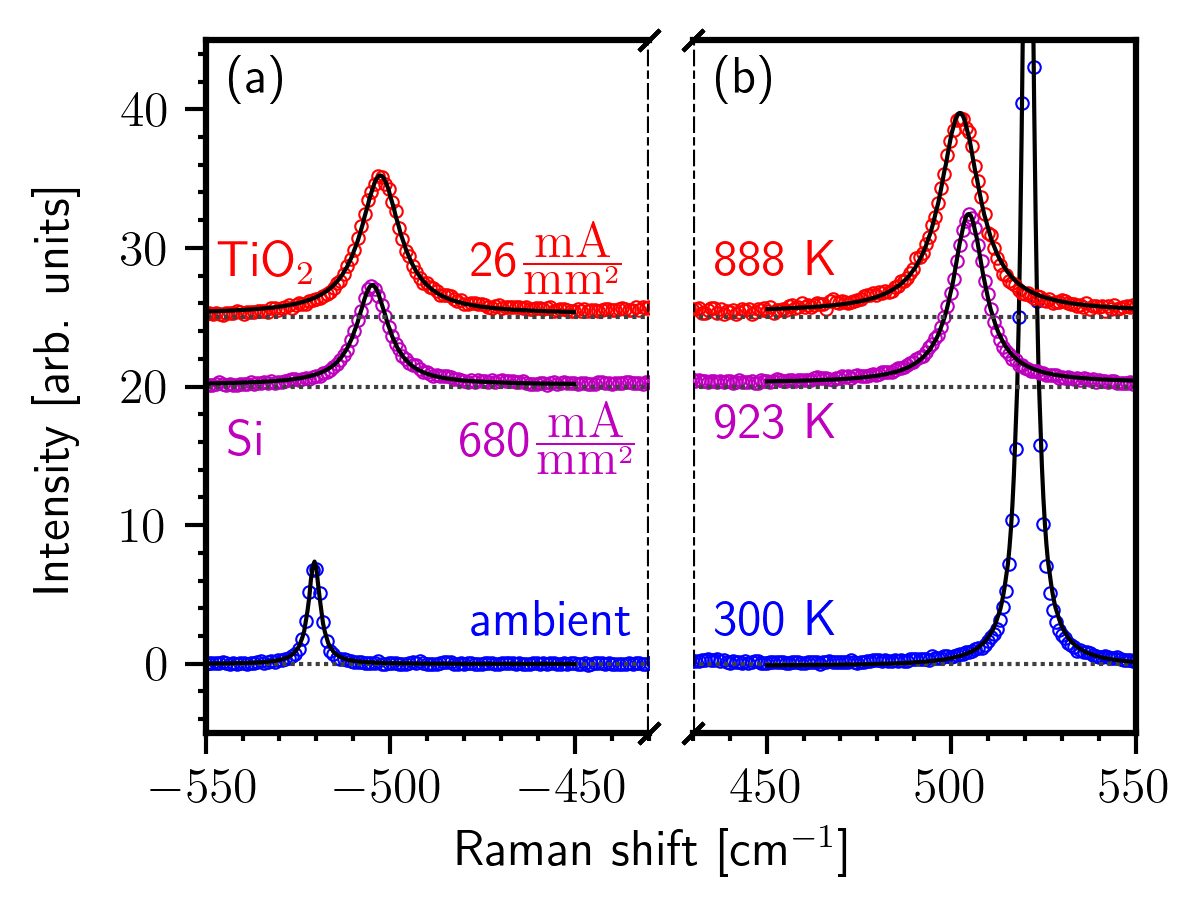 (a) (b)
40
TiO₂ 26 mA/mm² 888 K
30
20
Si 680 mA/mm² 923 K
10
ambient 300 K
0
−550 −500 −450 450 500 550
Raman shift [cm⁻¹]
Intensity [arb. units]